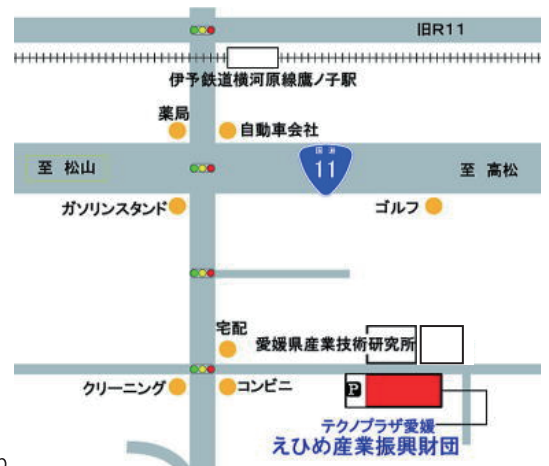 旧R11
伊予鉄道横河原線鷹ノ子駅
薬局
自動車会社
至 松山
国道
11
至 高松
ガソリンスタンド
ゴルフ
宅配
愛媛県産業技術研究所
クリーニング
コンビニ
P
テクノプラザ愛媛
えひめ産業振興財団